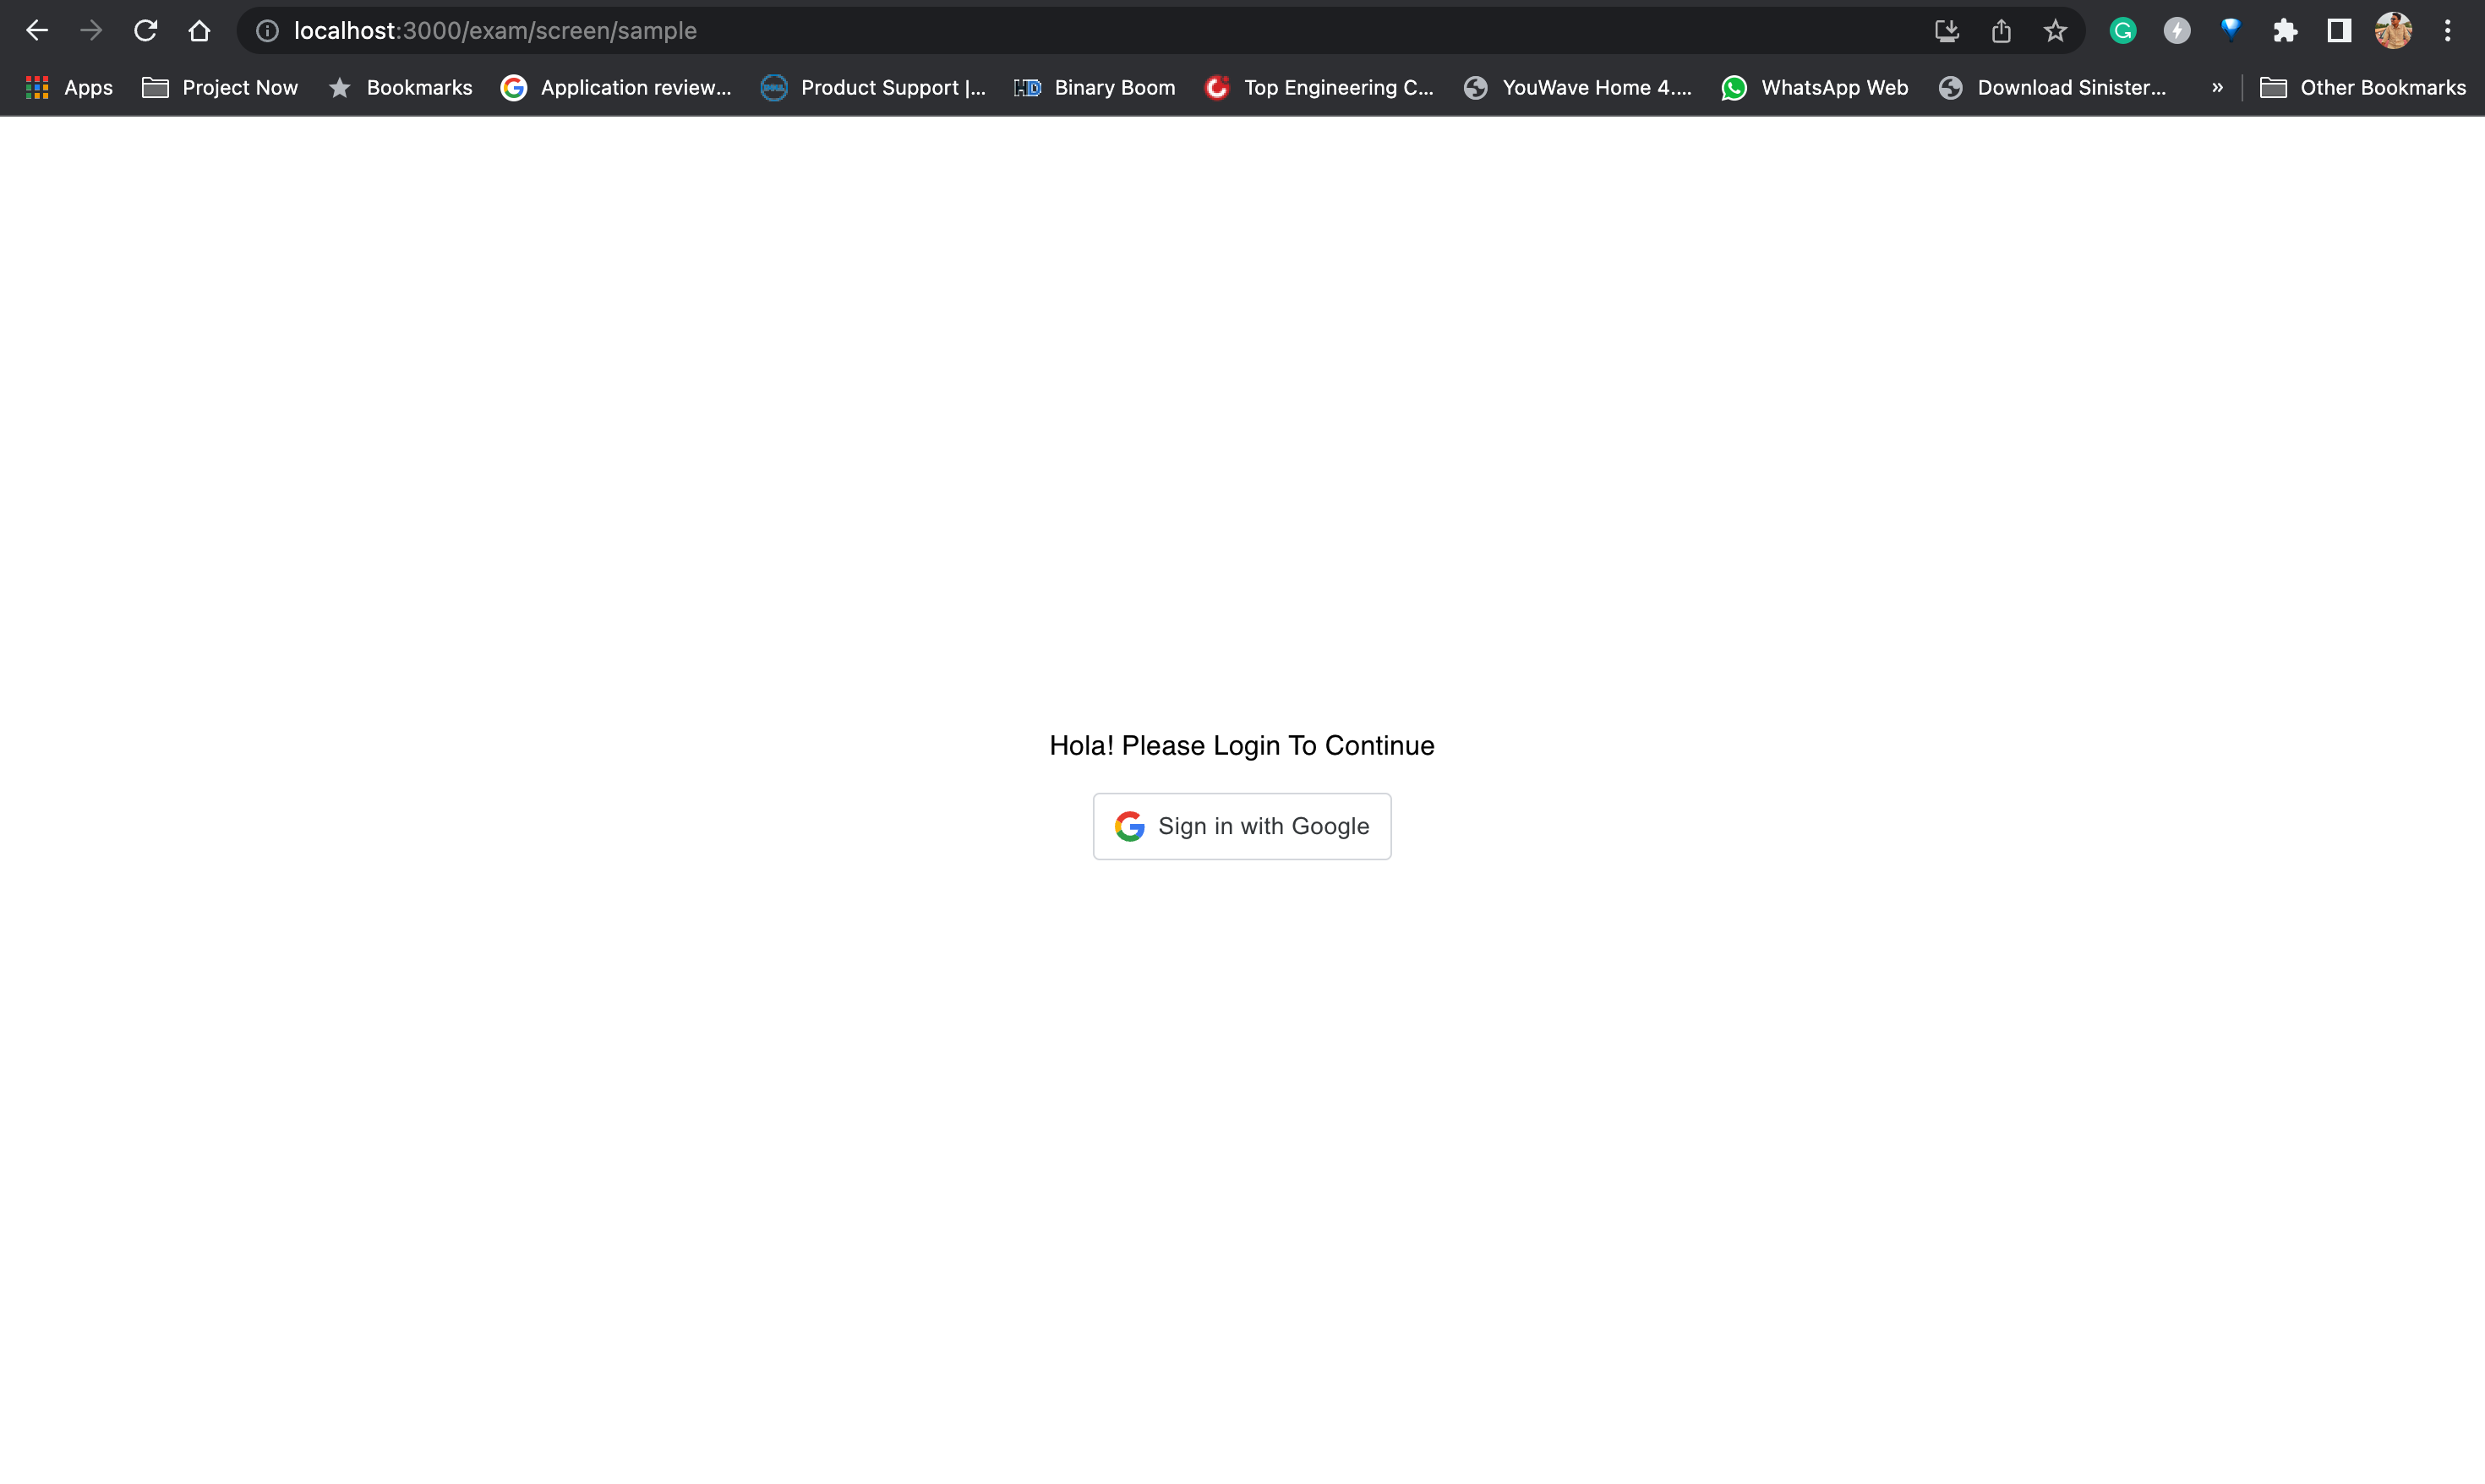 localhost:3000/exam/screen/sample
Apps Project Now Bookmarks Application review... Product Support |... Binary Boom Top Engineering C... YouWave Home 4.... WhatsApp Web Download Sinister... » Other Bookmarks
Hola! Please Login To Continue
Sign in with Google